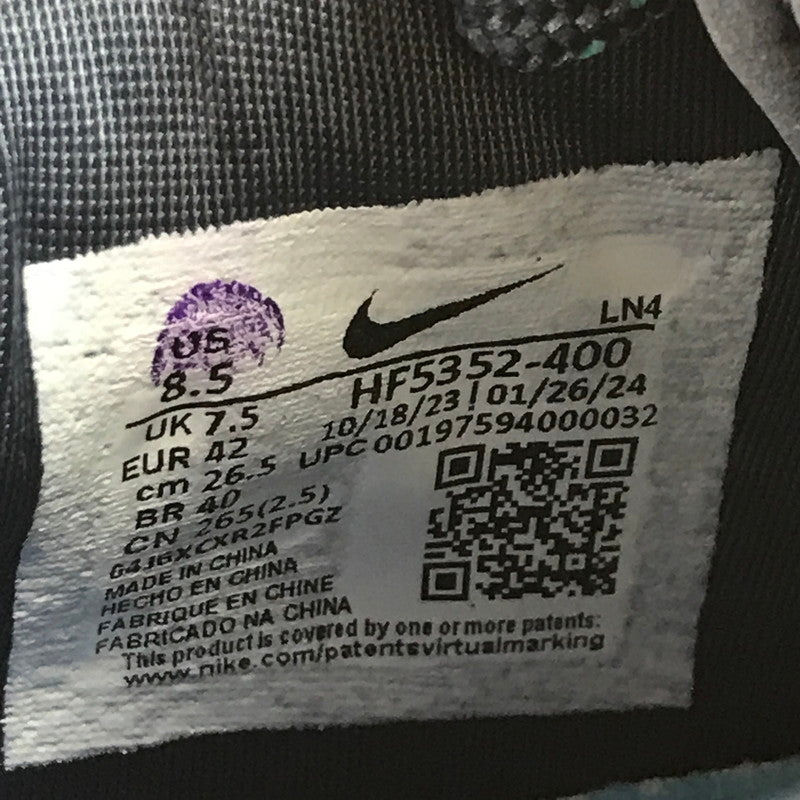 LN4
US
8.5
UK 7.5
EUR 42
cm 26.5
BR 40
CN 265(2.5)
HF5352-400
10/18/23 | 01/26/24
UPC 00197594000032
G4J6XCXR2FPGZ
MADE IN CHINA
HECHO EN CHINA
FABRIQUE EN CHINE
FABRICADO NA CHINA
This product is covered by one or more patents:
www.nike.com/patentsvirtualmarking